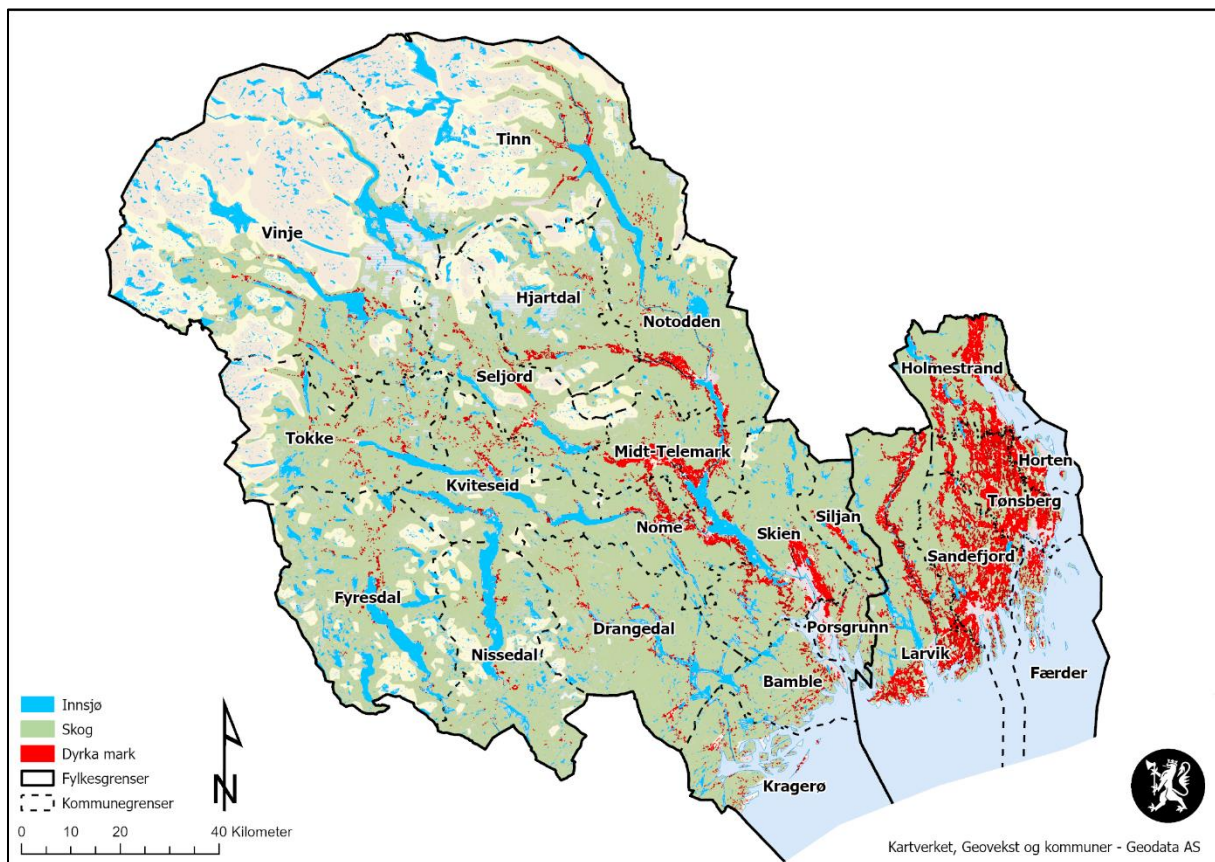 Tinn
Vinje
Hjartdal
Notodden
Holmestrand
Seljord
Tokke
Midt-Telemark
Horten
Kviteseid
Tønsberg
Nome
Skien
Siljan
Sandefjord
Fyresdal
Drangedal
Porsgrunn
Nissedal
Larvik
Bamble
Færder
Kragerø
Innsjø
Skog
Dyrka mark
Fylkesgrenser
Kommunegrenser
N
0 10 20 40 Kilometer
Kartverket, Geovekst og kommuner - Geodata AS